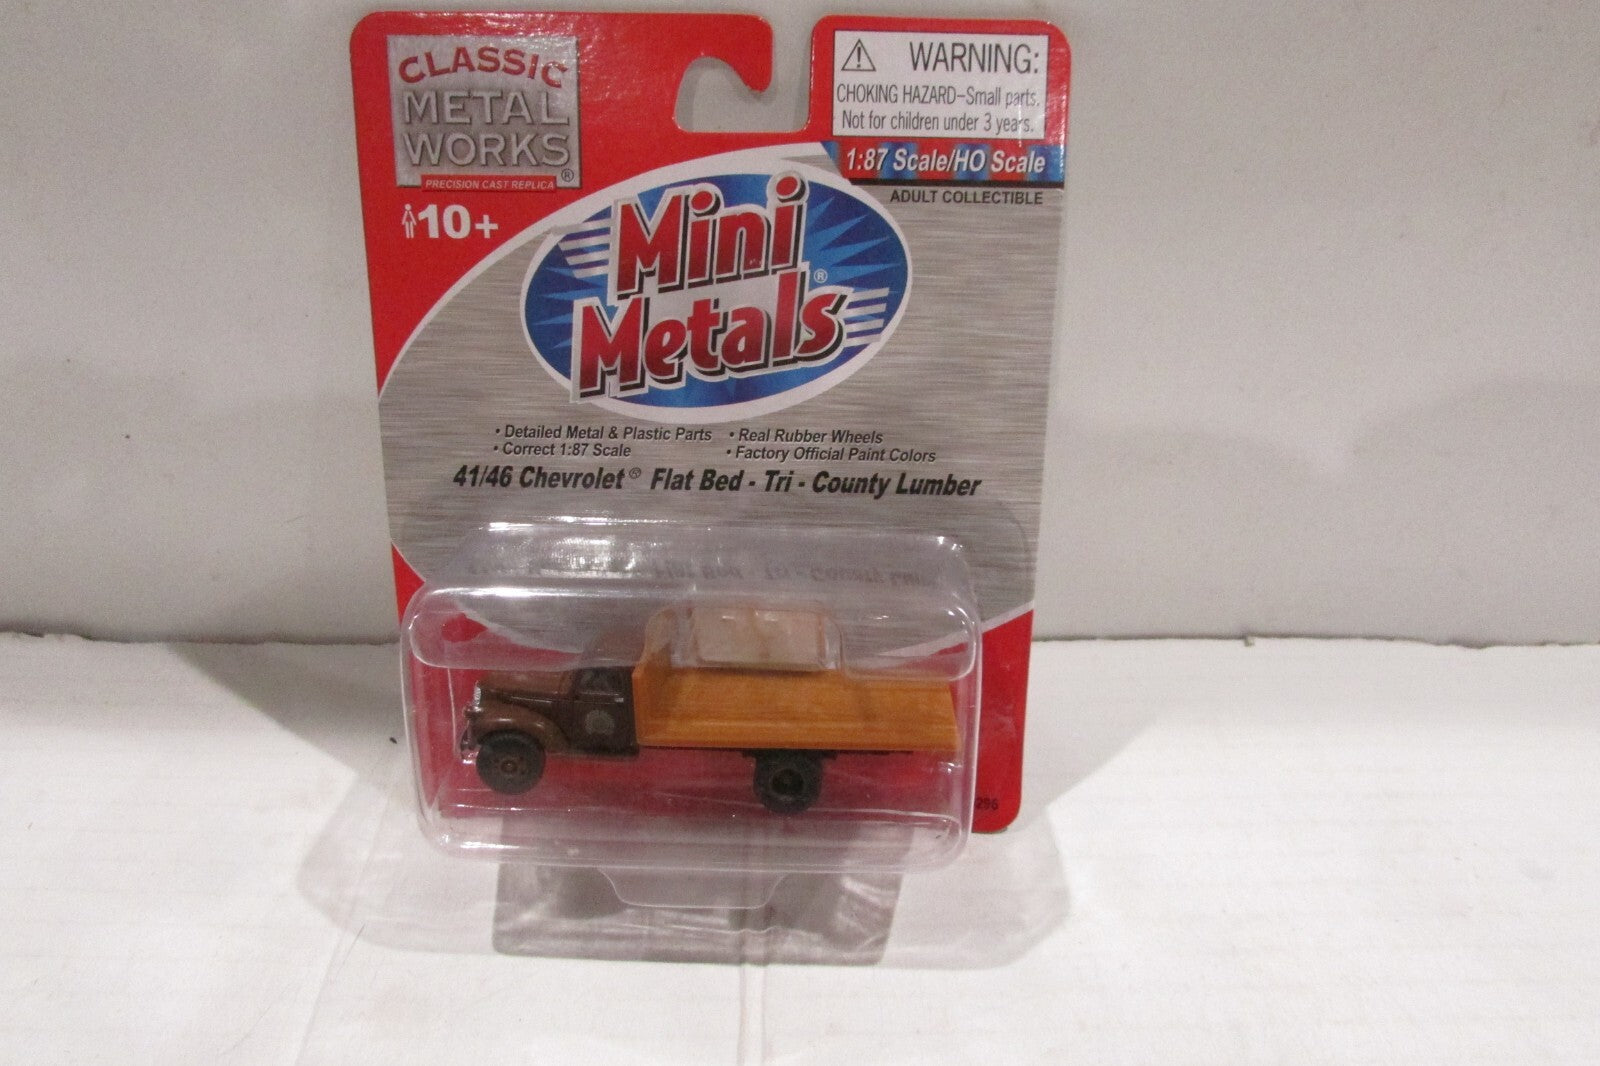 CLASSIC
METAL
WORKS®
PRECISION CAST REPLICA
10+
WARNING:
CHOKING HAZARD–Small parts.
Not for children under 3 years.
1:87 Scale/HO Scale
ADULT COLLECTIBLE
Mini
Metals®
• Detailed Metal & Plastic Parts • Real Rubber Wheels
• Correct 1:87 Scale • Factory Official Paint Colors
41/46 Chevrolet® Flat Bed - Tri - County Lumber